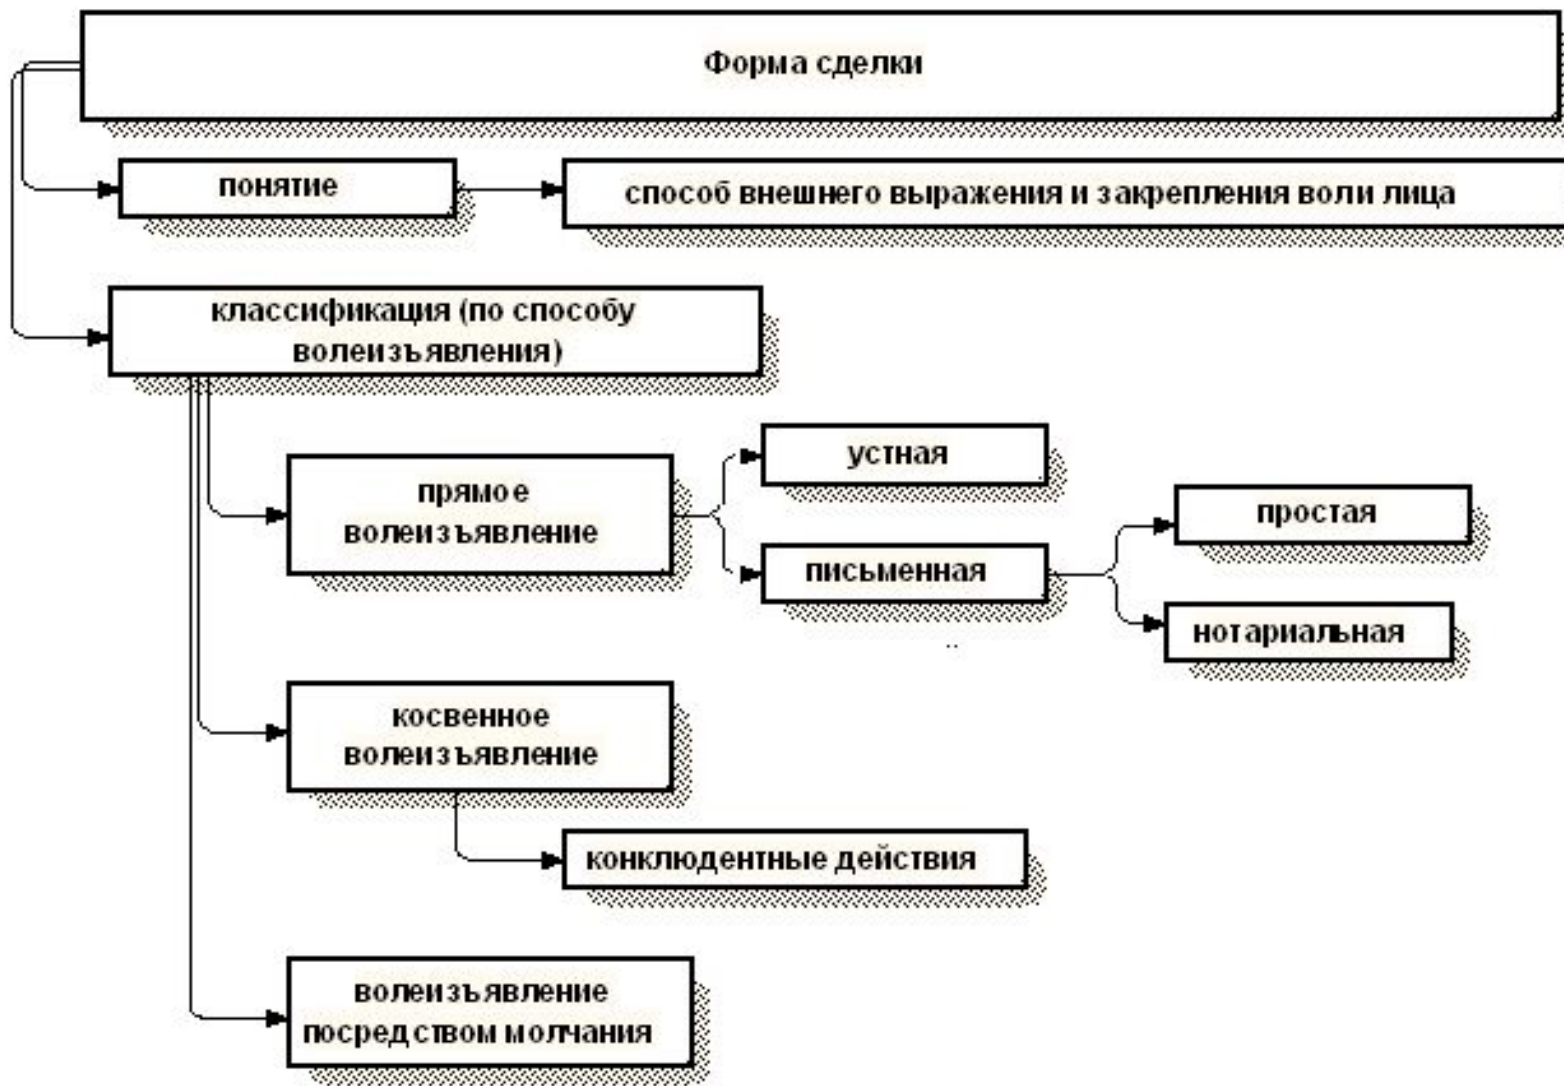 Форма сделки
понятие
способ внешнего выражения и закрепления воли лица
классификация (по способу
волеизъявления)
прямое
волеизъявление
устная
письменная
простая
нотариальная
косвенное
волеизъявление
конклюдентные действия
волеизъявление
посредством молчания